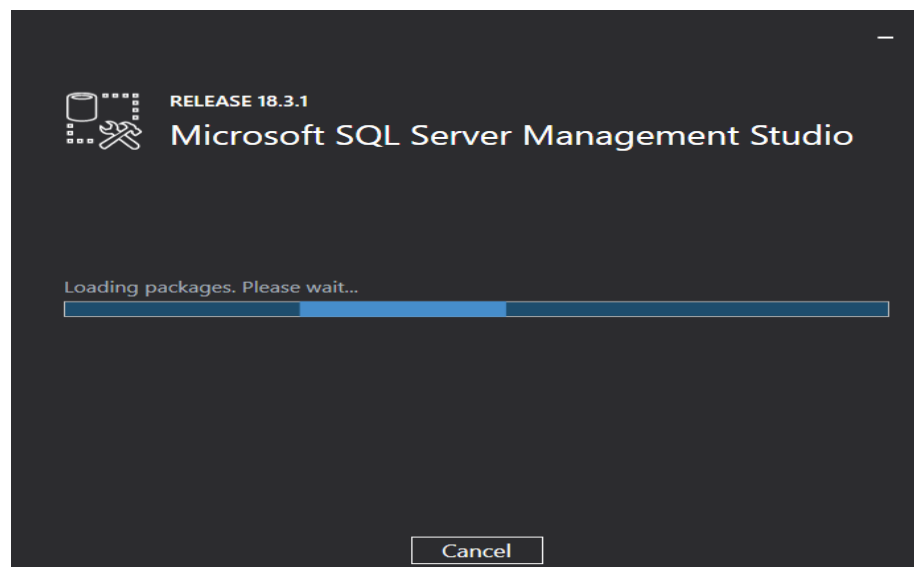 RELEASE 18.3.1
Microsoft SQL Server Management Studio
Loading packages. Please wait...
Cancel